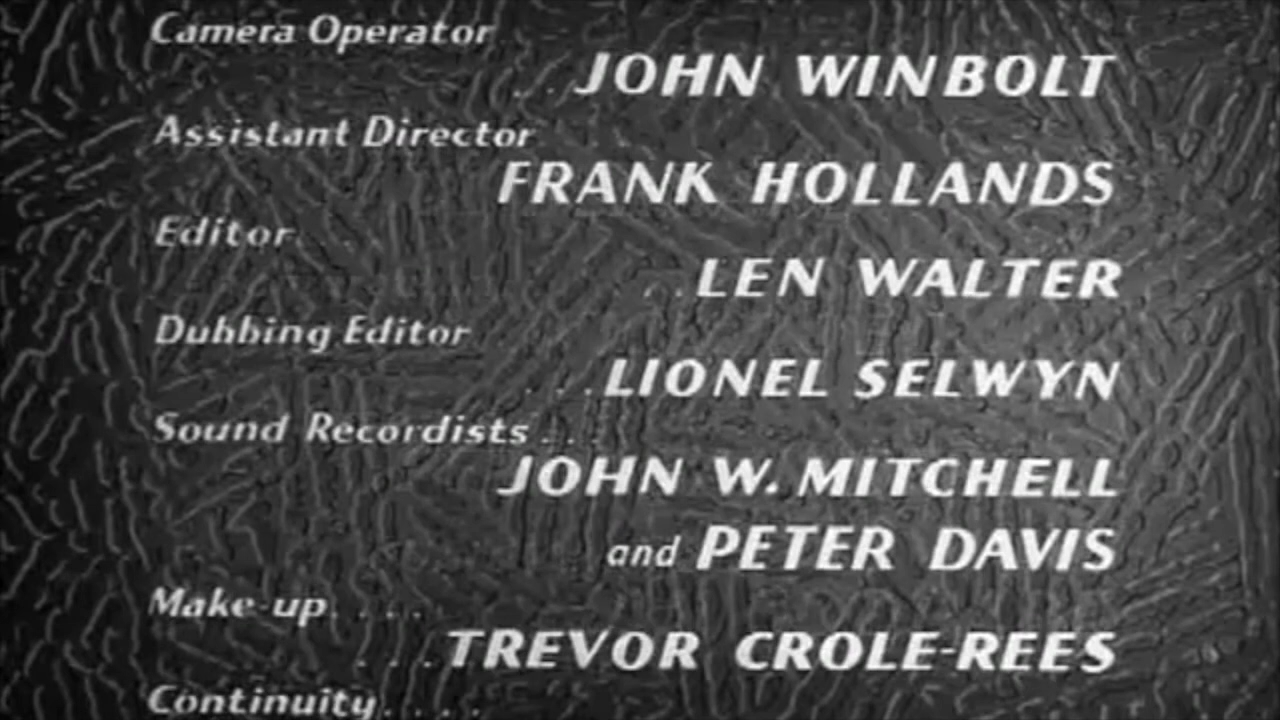 Camera Operator
. . JOHN WINBOLT
Assistant Director
FRANK HOLLANDS
Editor . . .
. . LEN WALTER
Dubbing Editor
. . . LIONEL SELWYN
Sound Recordists . . .
JOHN W. MITCHELL
and PETER DAVIS
Make-up . . . .
. . . TREVOR CROLE-REES
Continuity . . . .